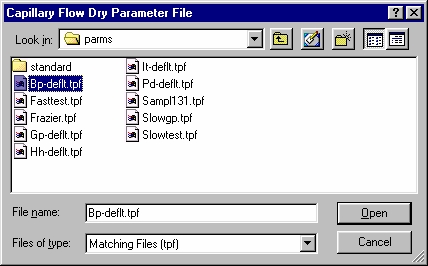 Capillary Flow Dry Parameter File
Look in: parms
standard
Bp-deflt.tpf
Fasttest.tpf
Frazier.tpf
Gp-deflt.tpf
Hh-deflt.tpf
It-deflt.tpf
Pd-deflt.tpf
Sampl131.tpf
Slowgp.tpf
Slowtest.tpf
File name: Bp-deflt.tpf
Open
Files of type: Matching Files (tpf)
Cancel